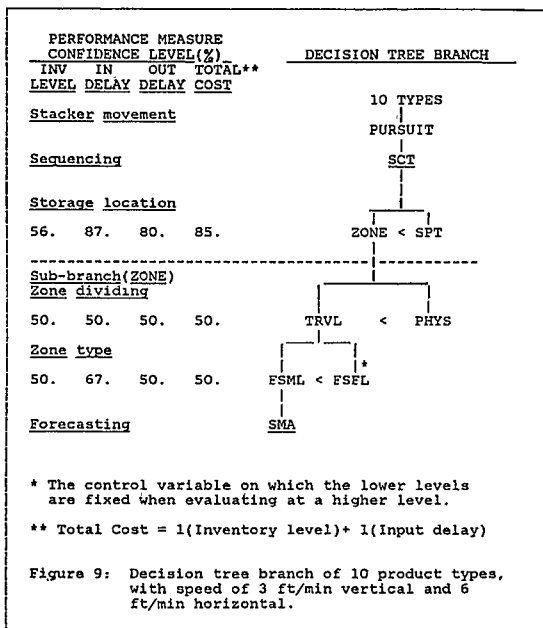 PERFORMANCE MEASURE
CONFIDENCE LEVEL(%) DECISION TREE BRANCH
INV IN OUT TOTAL**
LEVEL DELAY DELAY COST
10 TYPES
Stacker movement
PURSUIT
Sequencing SCT
Storage location
56. 87. 80. 85. ZONE < SPT
Sub-branch(ZONE)
Zone dividing
50. 50. 50. 50. TRVL < PHYS
Zone type
*
50. 67. 50. 50. FSML < FSFL
Forecasting SMA
* The control variable on which the lower levels
are fixed when evaluating at a higher level.
** Total Cost = 1(Inventory level)+ 1(Input delay)
Figure 9: Decision tree branch of 10 product types,
with speed of 3 ft/min vertical and 6
ft/min horizontal.